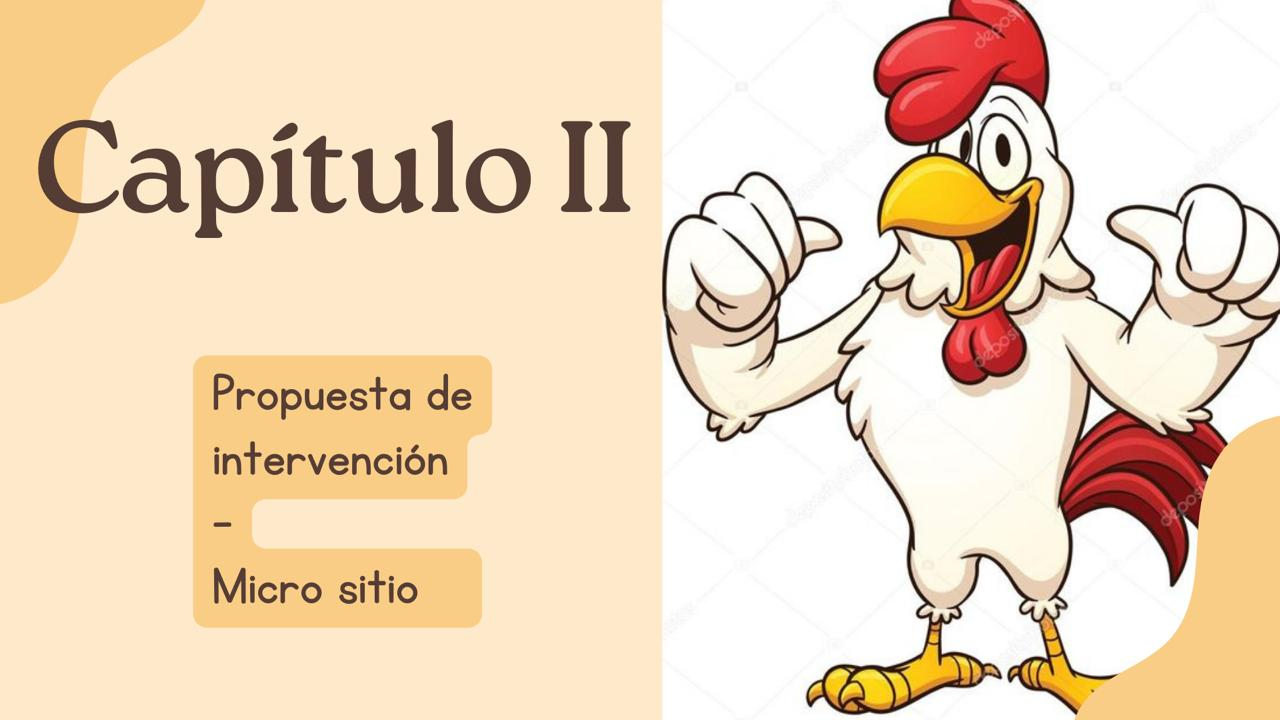 Capítulo II
Propuesta de
intervención
-
Micro sitio